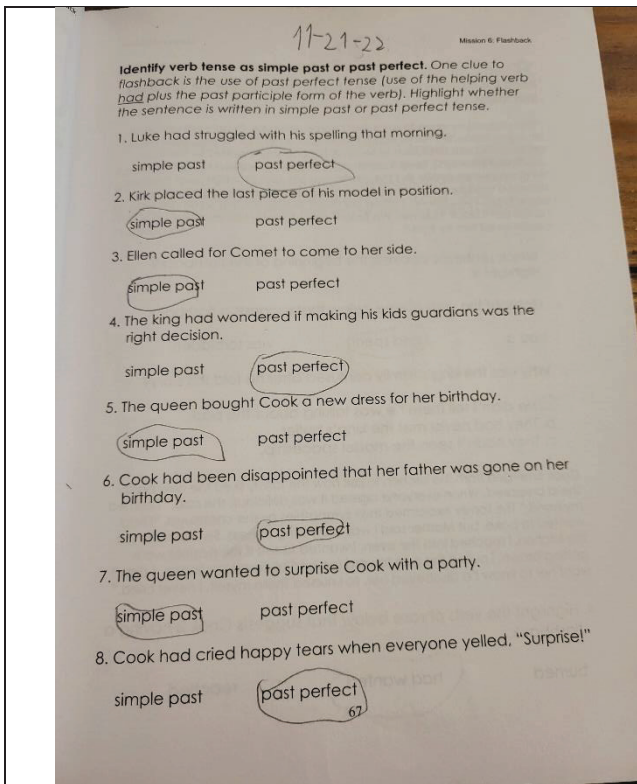 11-21-22
Mission 6: Flashback
Identify verb tense as simple past or past perfect. One clue to
flashback is the use of past perfect tense (use of the helping verb
had plus the past participle form of the verb). Highlight whether
the sentence is written in simple past or past perfect tense.
1. Luke had struggled with his spelling that morning.
simple past past perfect
2. Kirk placed the last piece of his model in position.
simple past past perfect
3. Ellen called for Comet to come to her side.
simple past past perfect
4. The king had wondered if making his kids guardians was the
right decision.
simple past past perfect
5. The queen bought Cook a new dress for her birthday.
simple past past perfect
6. Cook had been disappointed that her father was gone on her
birthday.
simple past past perfect
7. The queen wanted to surprise Cook with a party.
simple past past perfect
8. Cook had cried happy tears when everyone yelled, "Surprise!"
simple past past perfect
67